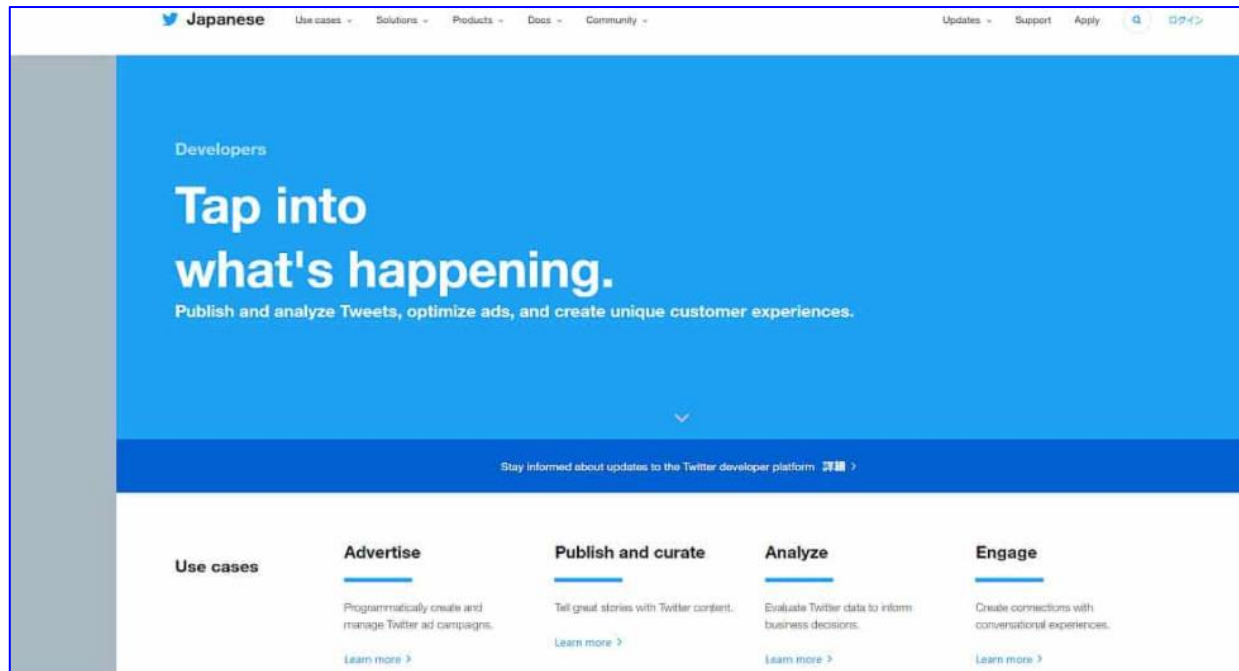 Japanese Use cases Solutions Products Docs Community Updates Support Apply ログイン
Developers
Tap into
what's happening.
Publish and analyze Tweets, optimize ads, and create unique customer experiences.
Stay informed about updates to the Twitter developer platform 詳細
Use cases
Advertise
Programmatically create and
manage Twitter ad campaigns.
Learn more
Publish and curate
Tell great stories with Twitter content.
Learn more
Analyze
Evaluate Twitter data to inform
business decisions.
Learn more
Engage
Create connections with
conversational experiences.
Learn more